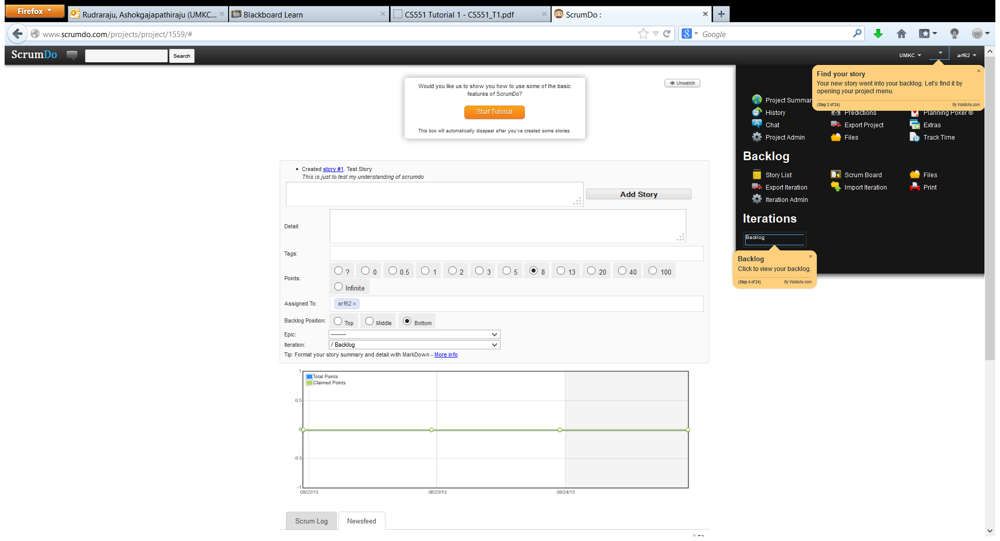 Firefox
Rudraraju, Ashokgajapathiraju (UMKC...
Blackboard Learn
CS551 Tutorial 1 - CS551_T1.pdf
ScrumDo :
www.scrumdo.com/projects/project/1559/#
Google
ScrumDo
Search
UMKC
arf62
Would you like us to show you how to use some of the basic
features of ScrumDo?
Start Tutorial
This box will automatically disapear after you've created some stories.
Unwatch
Find your story
Your new story went into your backlog. Let's find it by
opening your project menu.
(Step 3 of 24)
By WalkMe.com
Project Summar
History
Predictions
Planning Poker ®
Chat
Export Project
Extras
Project Admin
Files
Track Time
Backlog
Story List
Scrum Board
Files
Export Iteration
Import Iteration
Print
Iteration Admin
Iterations
Backlog
Backlog
Click to view your backlog.
(Step 4 of 24)
By WalkMe.com
Created story #1. Test Story
This is just to test my understanding of scrumdo
Add Story
Detail:
Tags:
Points:
? 0 0.5 1 2 3 5 8 13 20 40 100
Infinite
Assigned To:
arf62 ×
Backlog Position:
Top Middle Bottom
Epic:
----------
Iteration:
/ Backlog
Tip: Format your story summary and detail with MarkDown - More info
Total Points
Claimed Points
1
0.5
0
-0.5
-1
08/22/13
08/23/13
08/24/13
Scrum Log
Newsfeed